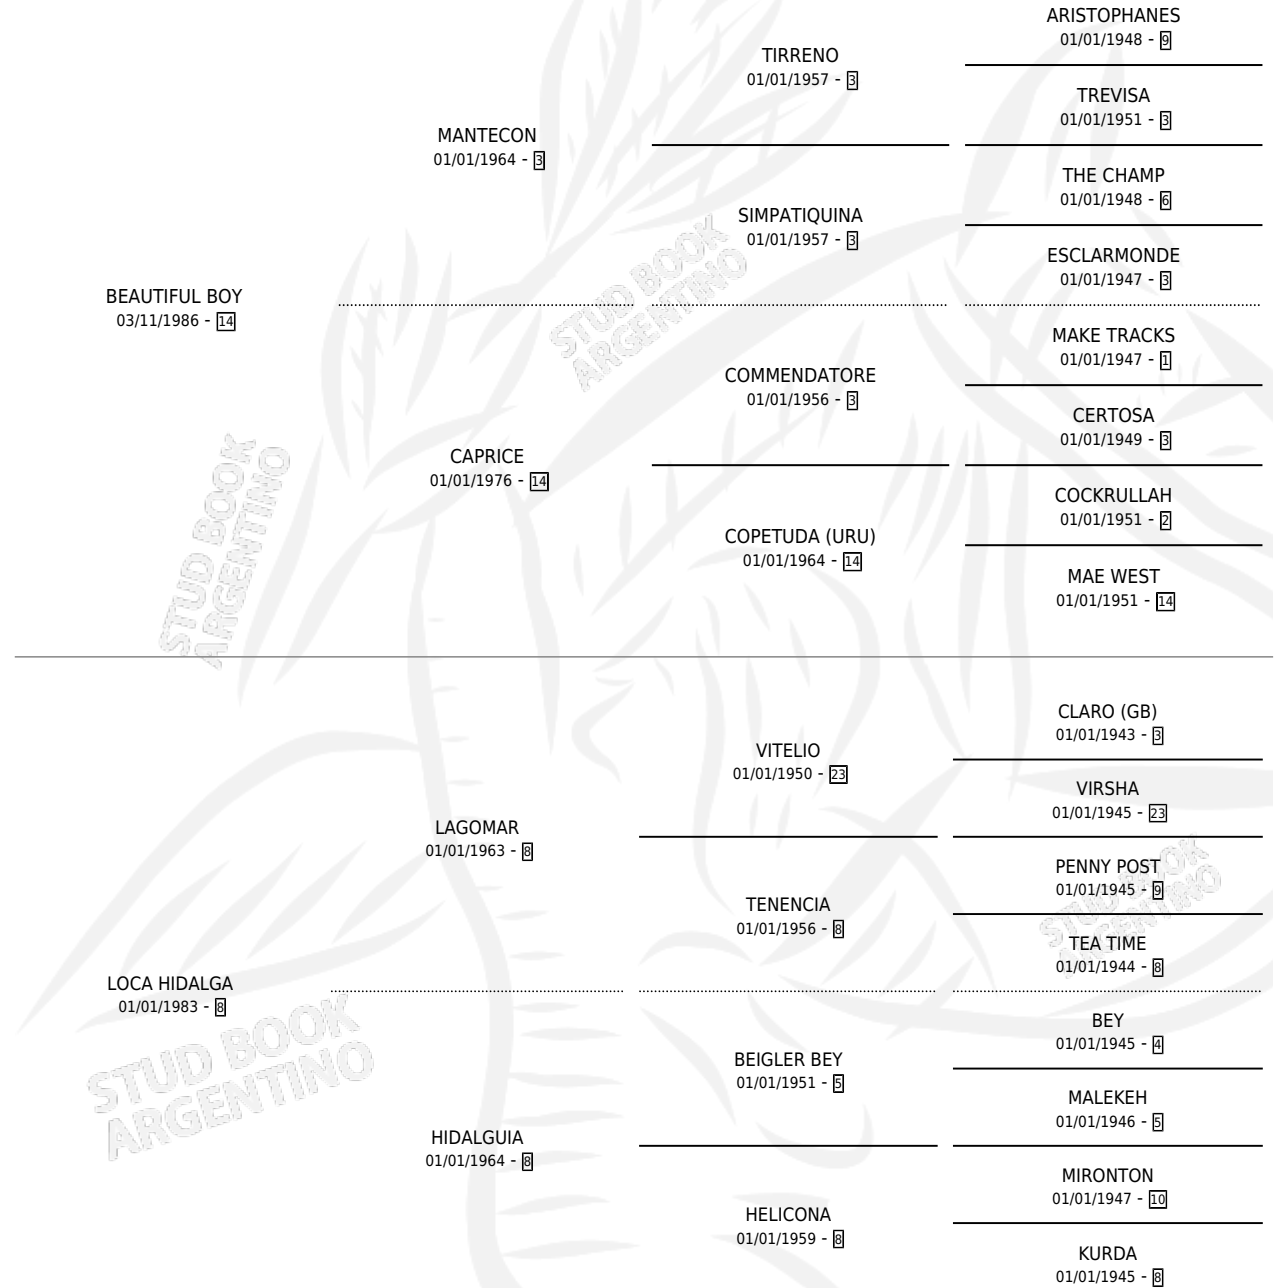 ARISTOPHANES
01/01/1948 - 9
TIRRENO
01/01/1957 - 3
TREVISA
01/01/1951 - 3
MANTECON
01/01/1964 - 3
THE CHAMP
01/01/1948 - 6
SIMPATIQUINA
01/01/1957 - 3
ESCLARMONDE
01/01/1947 - 3
BEAUTIFUL BOY
03/11/1986 - 14
MAKE TRACKS
01/01/1947 - 1
COMMENDATORE
01/01/1956 - 3
CERTOSA
01/01/1949 - 3
CAPRICE
01/01/1976 - 14
COCKRULLAH
01/01/1951 - 2
COPETUDA (URU)
01/01/1964 - 14
MAE WEST
01/01/1951 - 14
CLARO (GB)
01/01/1943 - 3
VITELIO
01/01/1950 - 23
VIRSHA
01/01/1945 - 23
LAGOMAR
01/01/1963 - 8
PENNY POST
01/01/1945 - 9
TENENCIA
01/01/1956 - 8
TEA TIME
01/01/1944 - 8
LOCA HIDALGA
01/01/1983 - 8
BEY
01/01/1945 - 4
BEIGLER BEY
01/01/1951 - 5
MALEKEH
01/01/1946 - 5
HIDALGUIA
01/01/1964 - 8
MIRONTON
01/01/1947 - 10
HELICONA
01/01/1959 - 8
KURDA
01/01/1945 - 8
STUD BOOK
ARGENTINO
STUD BOOK
ARGENTINO
STUD BOOK
ARGENTINO
STUD BOOK
ARGENTINO